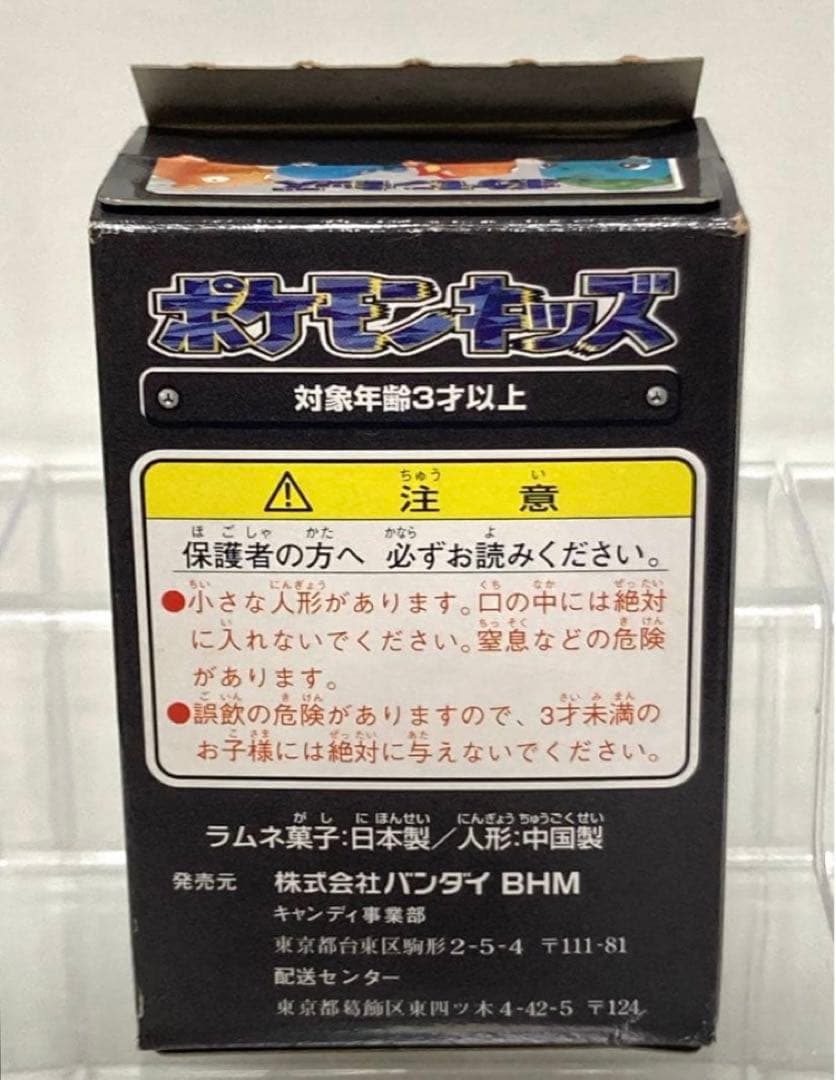 ポケモンキッズ
ポケモンキッズ
対象年齢3才以上
注意
保護者の方へ 必ずお読みください。
●小さな人形があります。口の中には絶対
に入れないでください。窒息などの危険
があります。
●誤飲の危険がありますので、3才未満の
お子様には絶対に与えないでください。
ラムネ菓子:日本製/人形:中国製
発売元 株式会社バンダイ BHM
キャンディ事業部
東京都台東区駒形2-5-4 〒111-81
配送センター
東京都葛飾区東四ツ木4-42-5 〒124